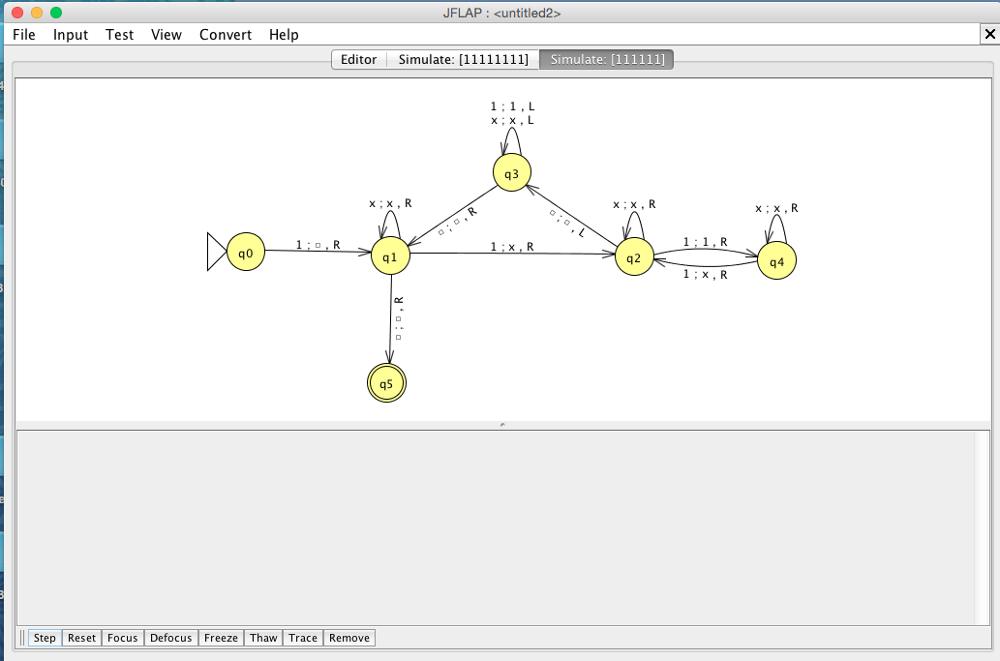 JFLAP : <untitled2>
File Input Test View Convert Help
Editor Simulate: [11111111] Simulate: [111111]
1 ; 1 , L
x ; x , L
q3
x ; x , R
x ; x , R
x ; x , R
□ ; □ , R
□ ; □ , L
q0
1 ; □ , R
q1
1 ; x , R
q2
1 ; 1 , R
1 ; x , R
q4
□ ; □ , R
q5
Step Reset Focus Defocus Freeze Thaw Trace Remove